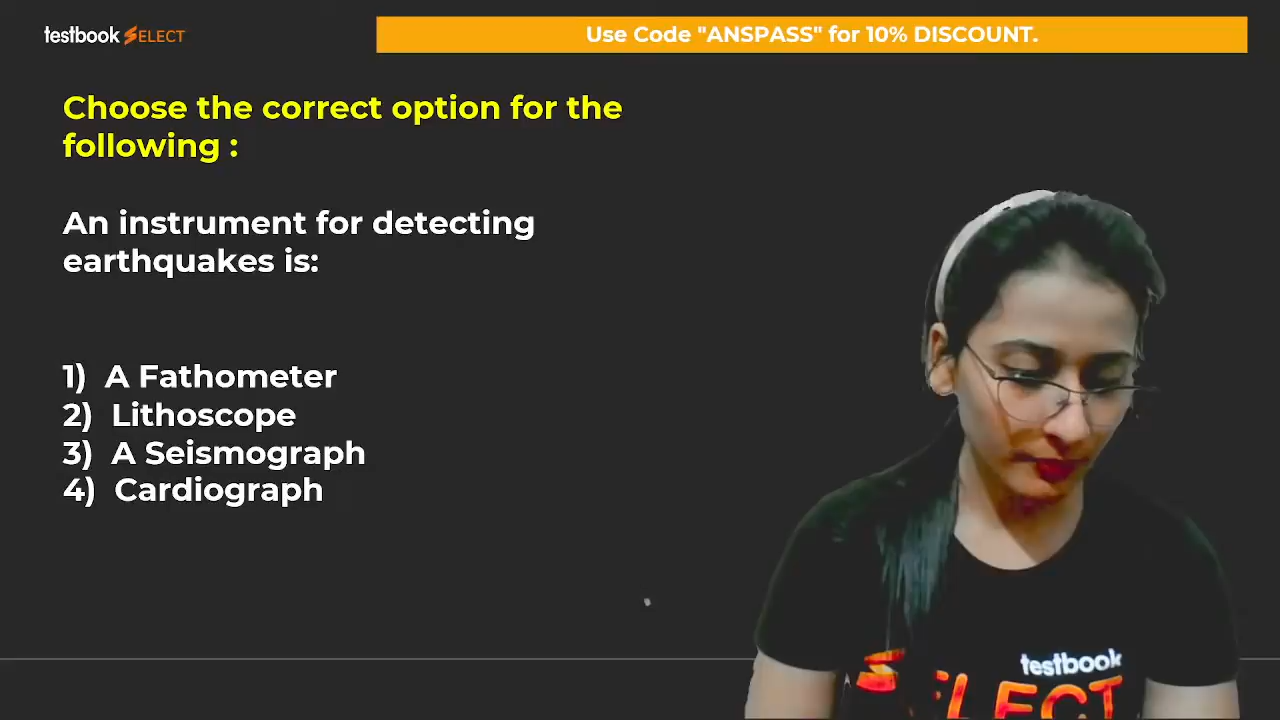 testbook SELECT
Use Code "ANSPASS" for 10% DISCOUNT.
Choose the correct option for the
following :
An instrument for detecting
earthquakes is:
1) A Fathometer
2) Lithoscope
3) A Seismograph
4) Cardiograph
testbook
SELECT